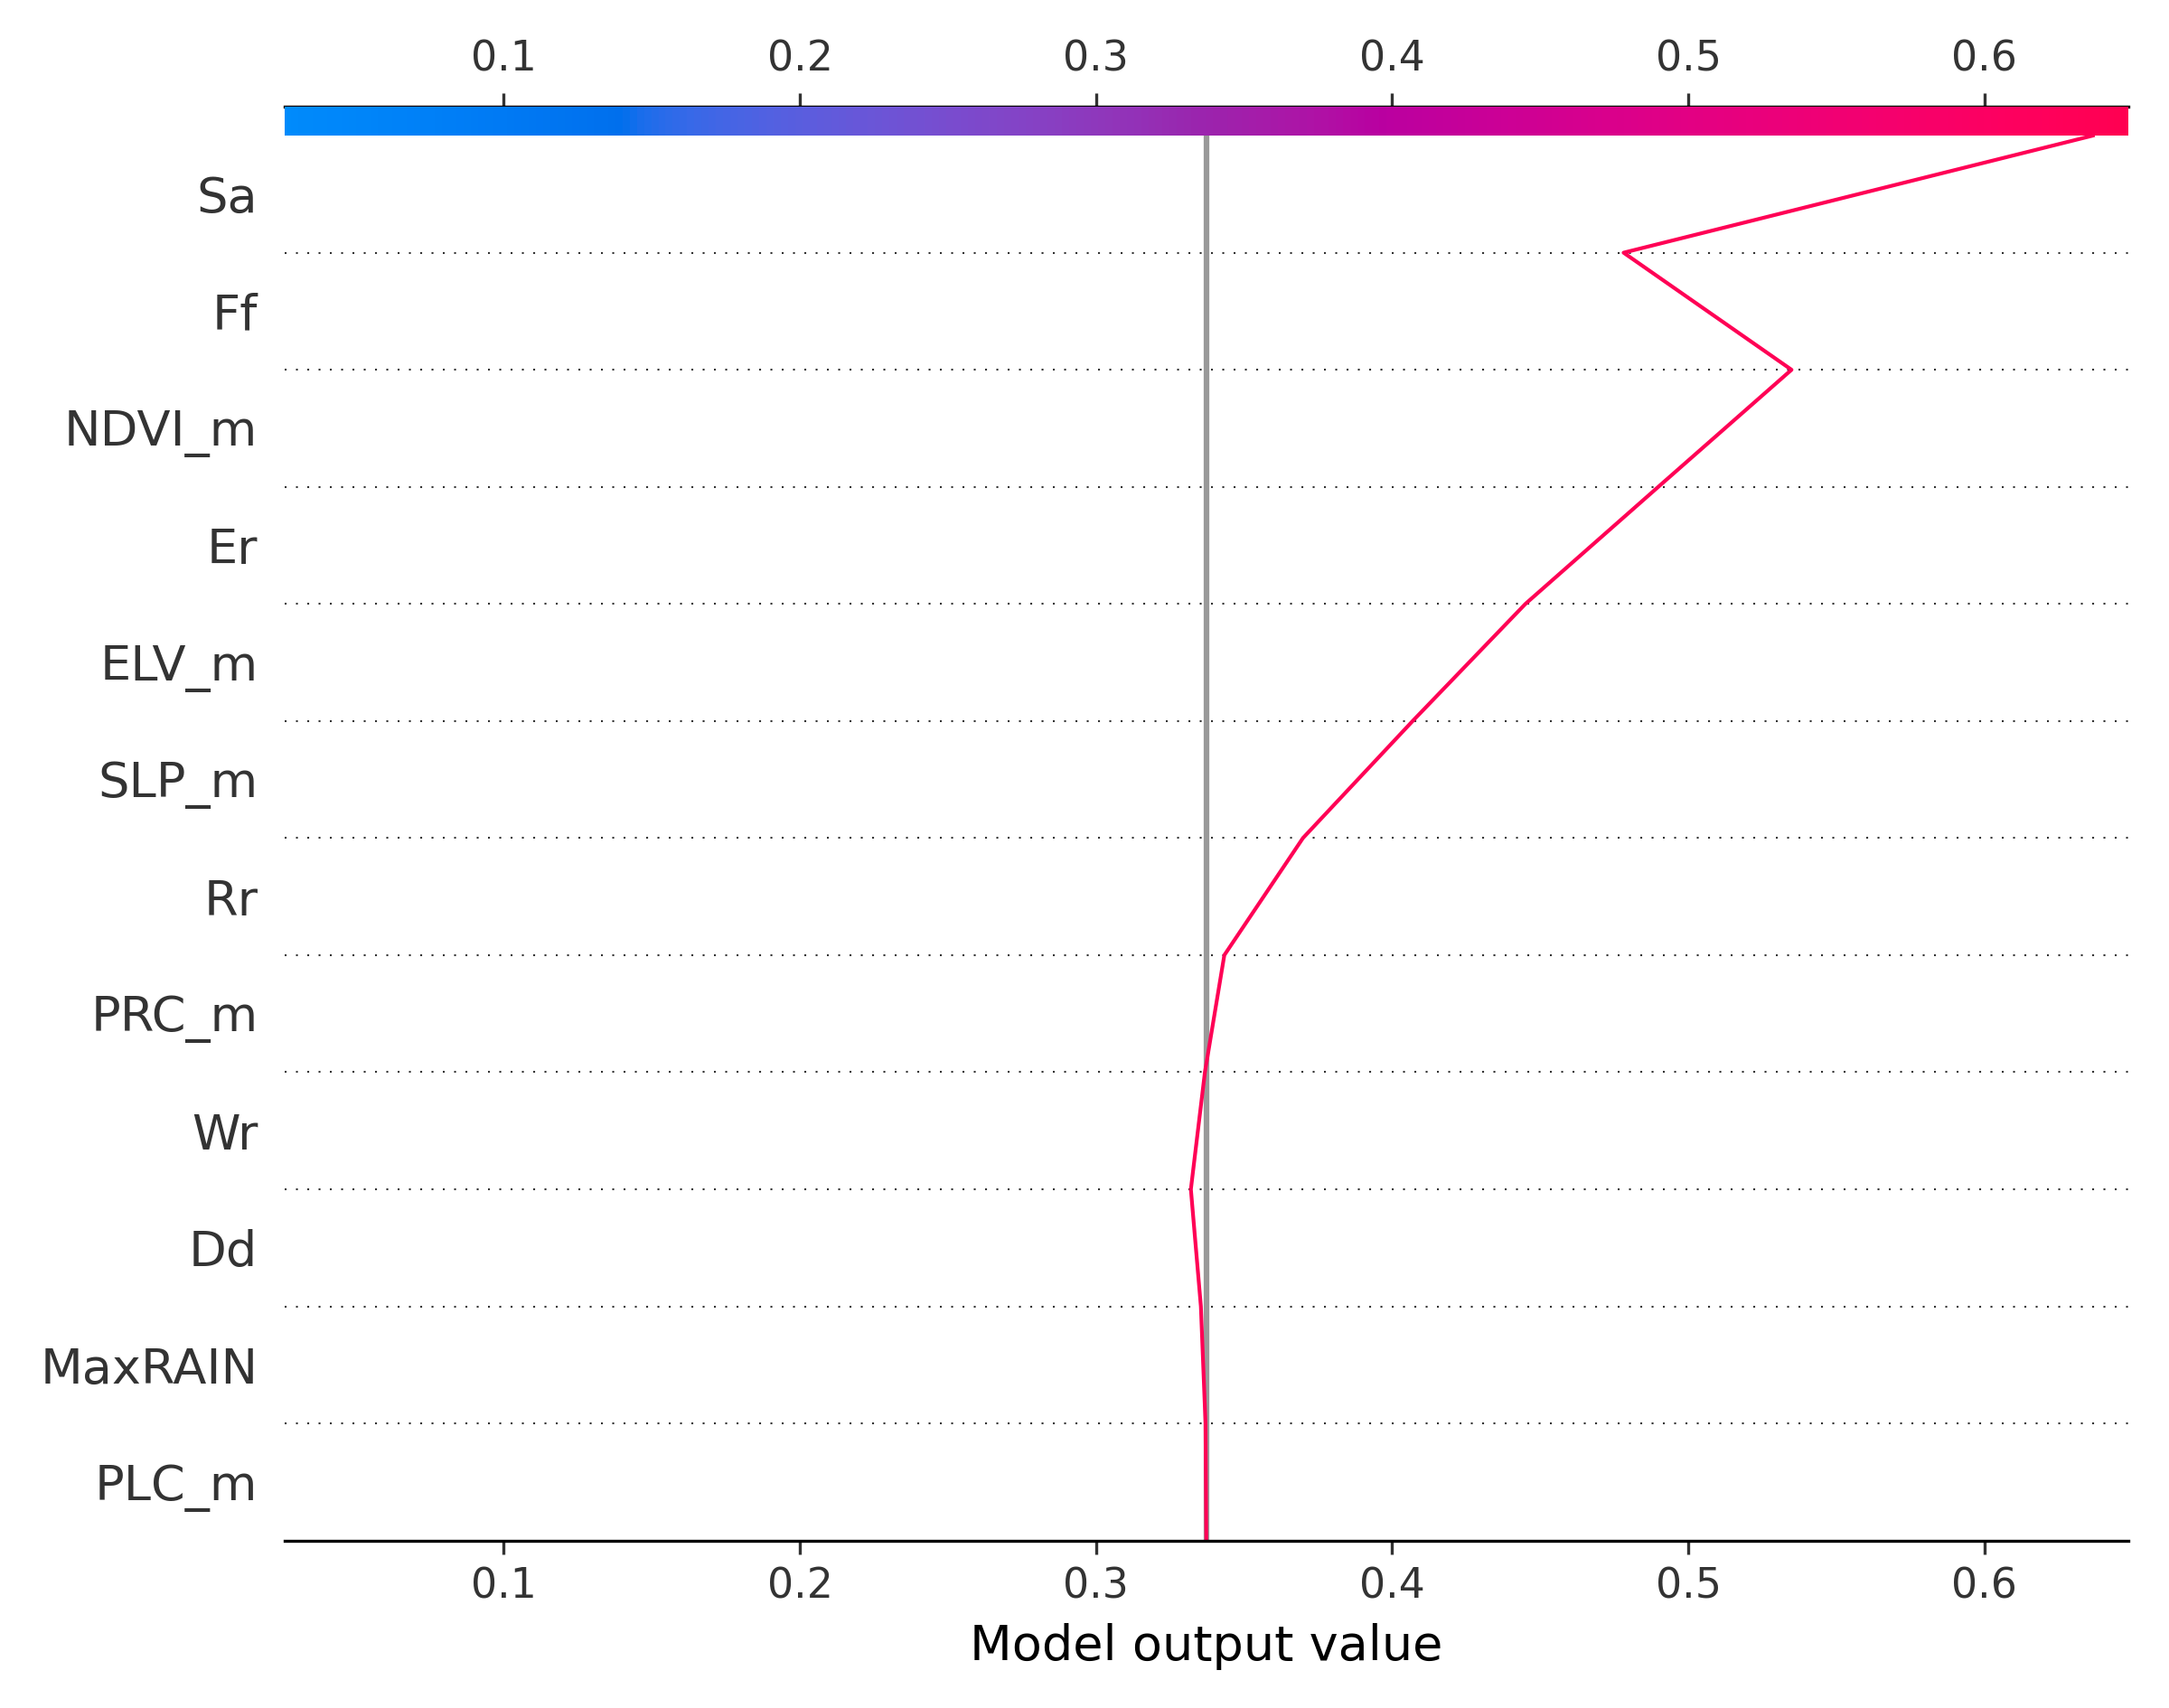 0.1 0.2 0.3 0.4 0.5 0.6
Sa
Ff
NDVI_m
Er
ELV_m
SLP_m
Rr
PRC_m
Wr
Dd
MaxRAIN
PLC_m
0.1 0.2 0.3 0.4 0.5 0.6
Model output value